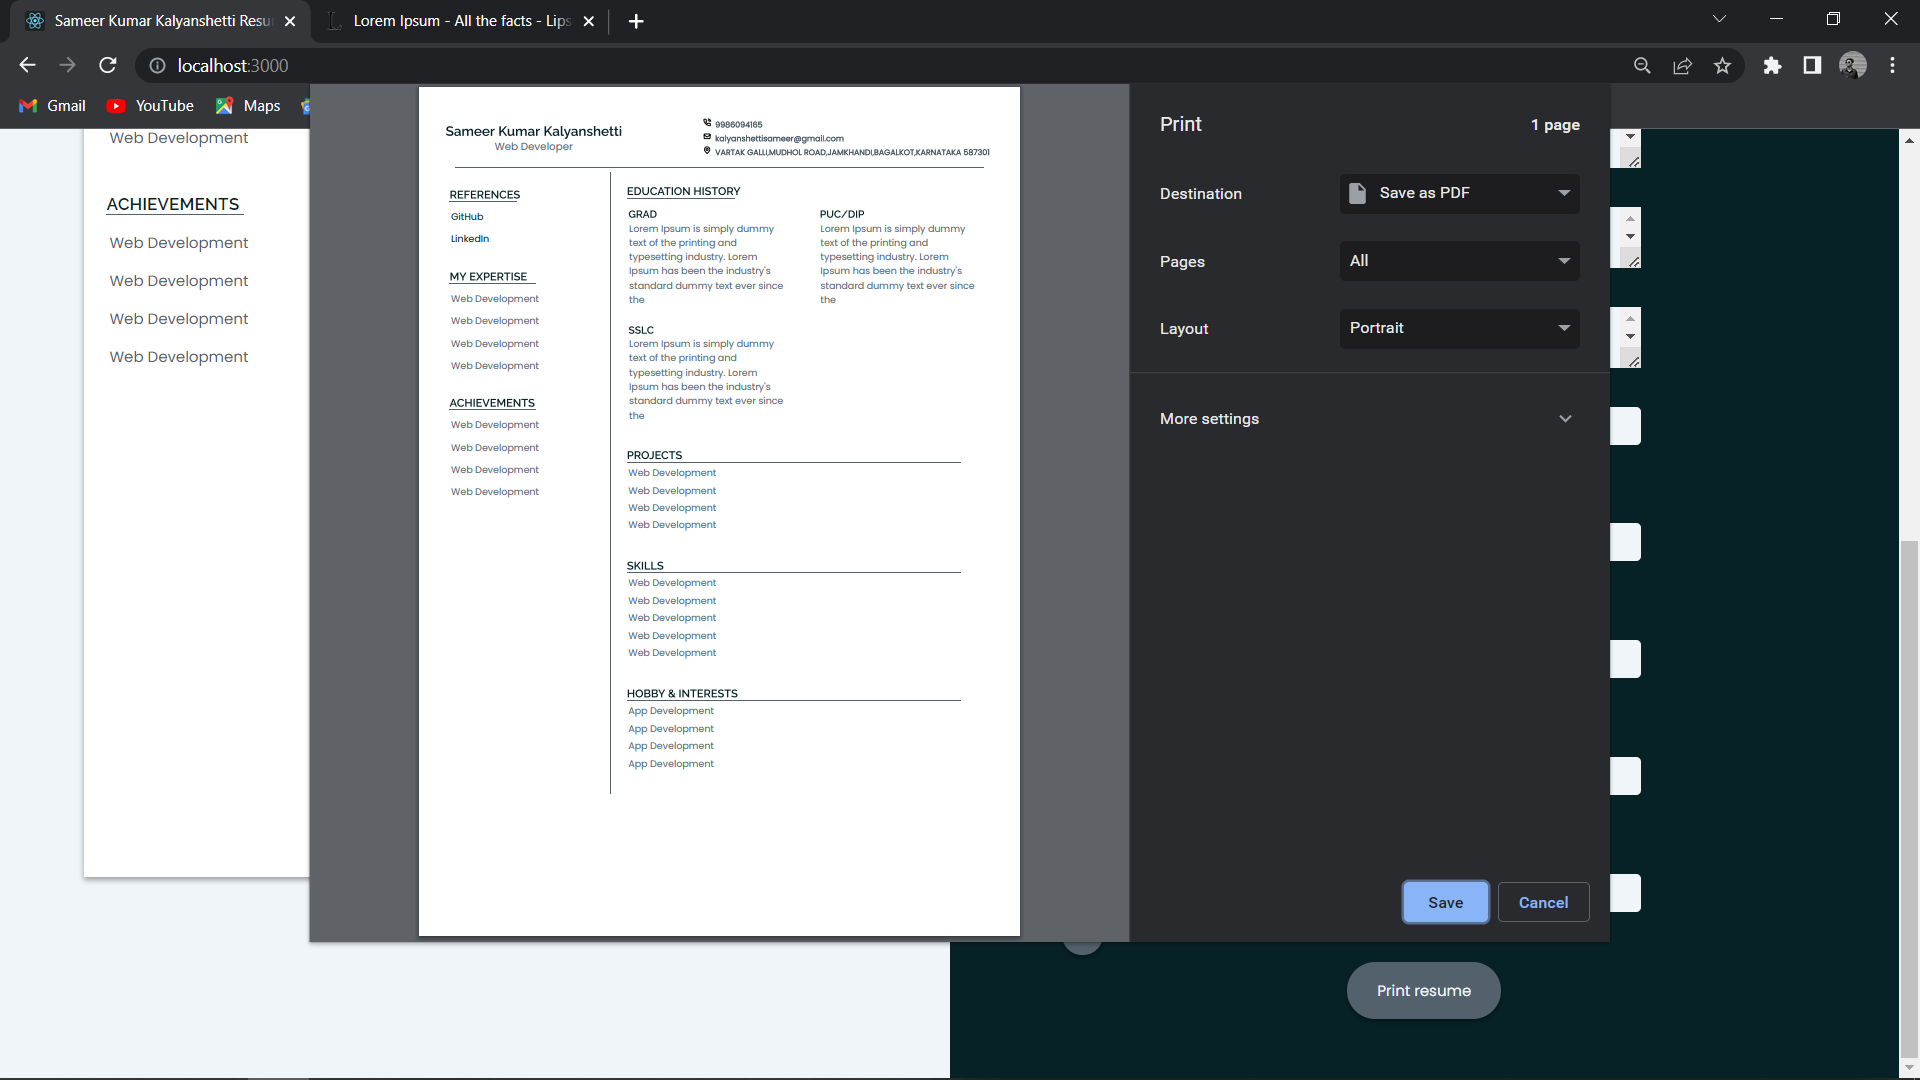 Sameer Kumar Kalyanshetti Resu
Lorem Ipsum - All the facts - Lips
localhost:3000
Gmail
YouTube
Maps
Web Development
ACHIEVEMENTS
Web Development
Web Development
Web Development
Web Development
Sameer Kumar Kalyanshetti
Web Developer
9986094165
kalyanshettisameer@gmail.com
VARTAK GALLI,MUDHOL ROAD,JAMKHANDI,BAGALKOT,KARNATAKA 587301
REFERENCES
GitHub
LinkedIn
MY EXPERTISE
Web Development
Web Development
Web Development
Web Development
ACHIEVEMENTS
Web Development
Web Development
Web Development
Web Development
EDUCATION HISTORY
GRAD
Lorem Ipsum is simply dummy
text of the printing and
typesetting industry. Lorem
Ipsum has been the industry's
standard dummy text ever since
the
PUC/DIP
Lorem Ipsum is simply dummy
text of the printing and
typesetting industry. Lorem
Ipsum has been the industry's
standard dummy text ever since
the
SSLC
Lorem Ipsum is simply dummy
text of the printing and
typesetting industry. Lorem
Ipsum has been the industry's
standard dummy text ever since
the
PROJECTS
Web Development
Web Development
Web Development
Web Development
SKILLS
Web Development
Web Development
Web Development
Web Development
Web Development
HOBBY & INTERESTS
App Development
App Development
App Development
App Development
Print
1 page
Destination
Save as PDF
Pages
All
Layout
Portrait
More settings
Save
Cancel
Print resume